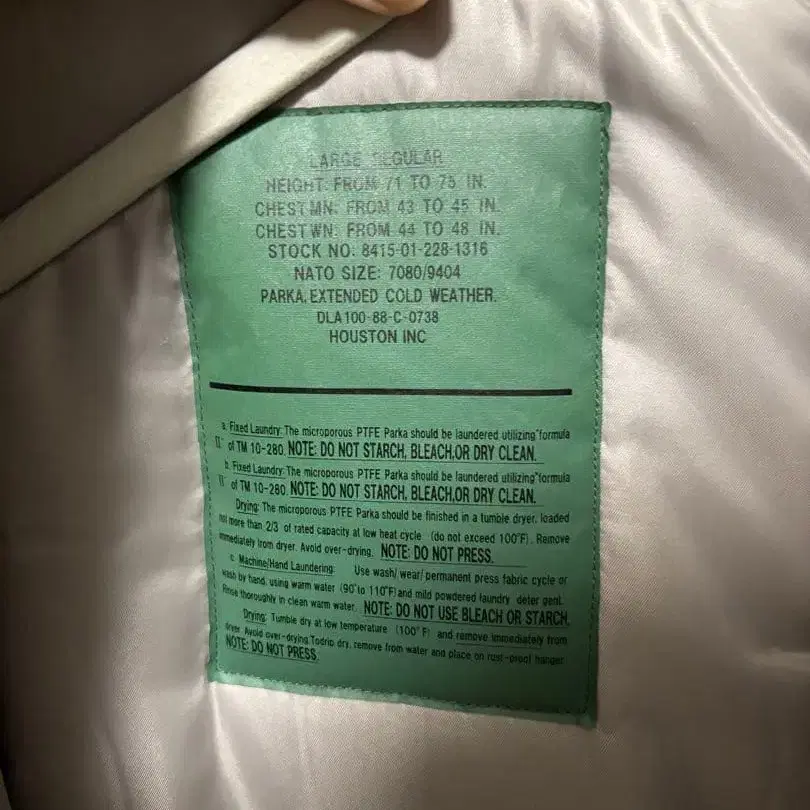 LARGE REGULAR
HEIGHT: FROM 71 TO 75 IN.
CHEST MN: FROM 43 TO 45 IN.
CHEST WN: FROM 44 TO 48 IN.
STOCK NO: 8415-01-228-1316
NATO SIZE: 7080/9404
PARKA, EXTENDED COLD WEATHER.
DLA100-88-C-0738
HOUSTON INC
a. Fixed Laundry: The microporous PTFE Parka should be laundered utilizing"formula
II" of TM 10-280. NOTE: DO NOT STARCH, BLEACH.OR DRY CLEAN.
b. Fixed Laundry: The microporous PTFE Parka should be laundered utilizing"formula
II" of TM 10-280. NOTE: DO NOT STARCH, BLEACH.OR DRY CLEAN.
Drying: The microporous PTFE Parka should be finished in a tumble dryer, loaded
not more than 2/3 of rated capacity at low heat cycle (do not exceed 100°F). Remove
immediately from dryer. Avoid over-drying. NOTE: DO NOT PRESS.
c. Machine/Hand Laundering: Use wash/ wear/ permanent press fabric cycle or
wash by hand, using warm water (90°to 110°F)and mild powdered laundry deter gent.
Rinse thoroughly in clean warm water. NOTE: DO NOT USE BLEACH OR STARCH.
Drying: Tumble dry at low temperature (100°F) and remove immediately from
dryer Avoid over-drying.Todrip dry, remove from water and place on rust-proof hanger
NOTE: DO NOT PRESS.